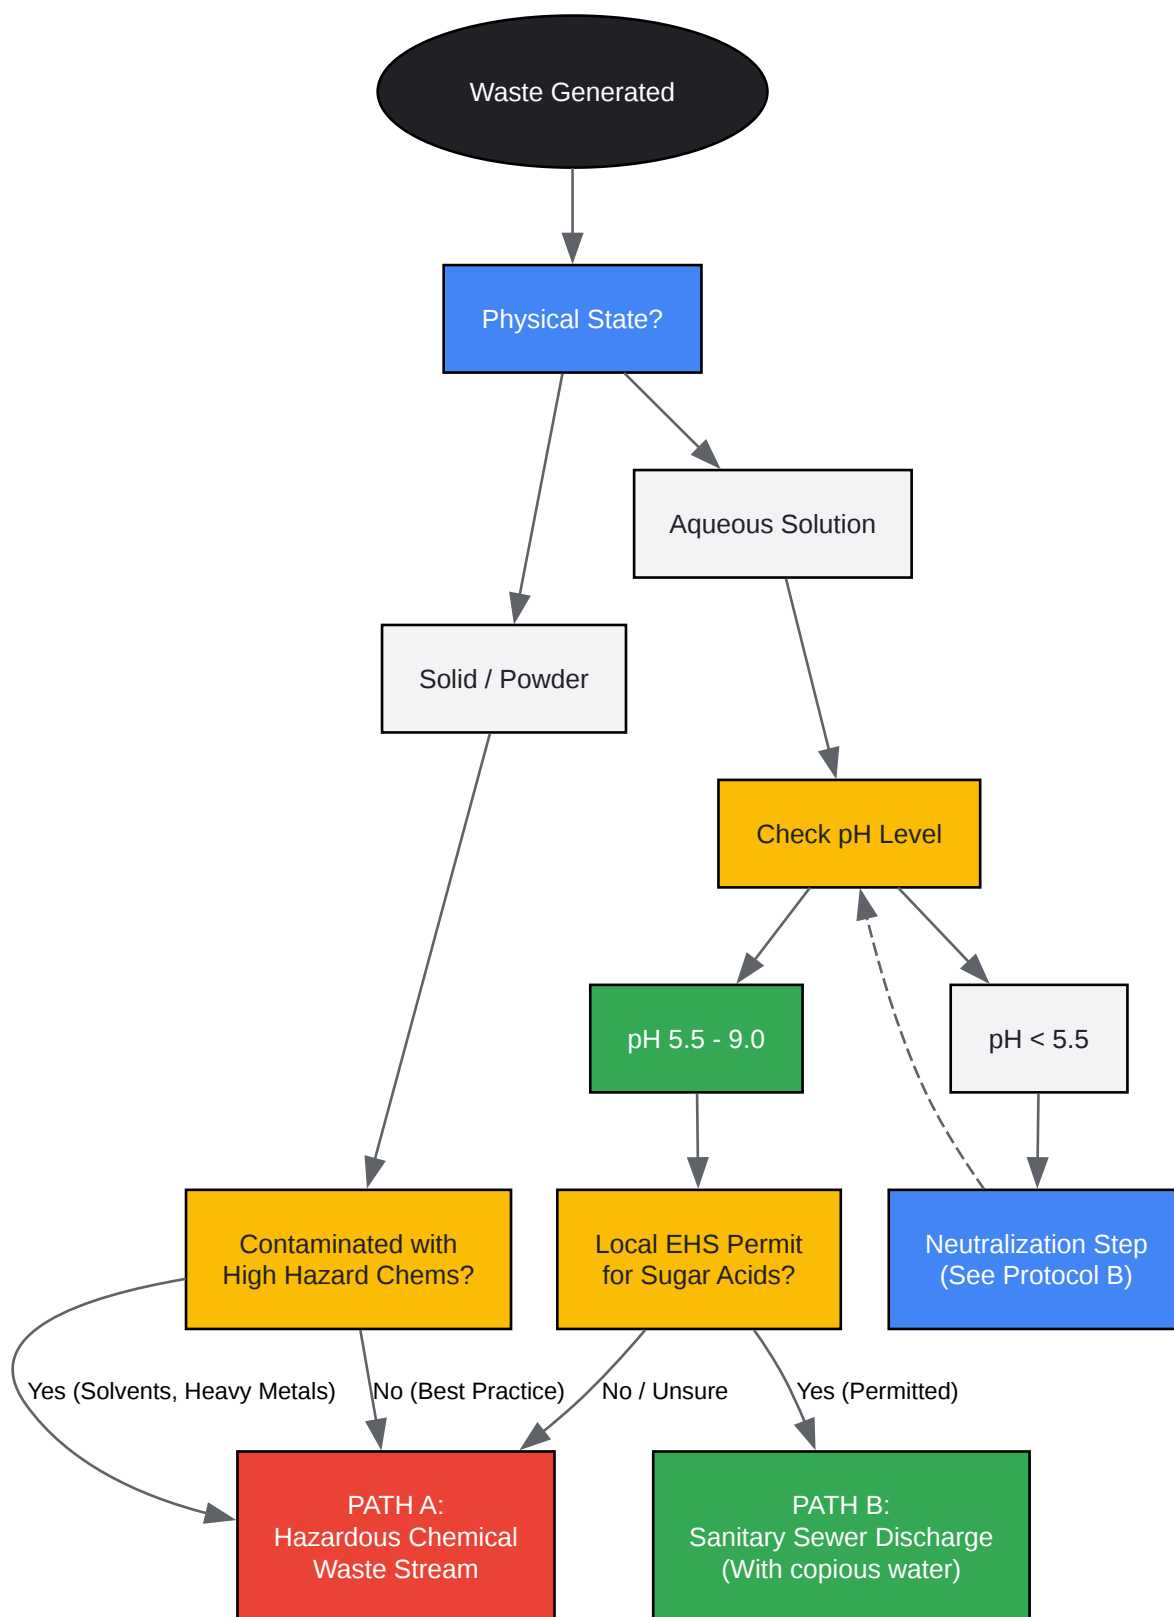 Waste Generated
Physical State?
Aqueous Solution
Solid / Powder
Check pH Level
pH 5.5 - 9.0
pH < 5.5
Contaminated with
High Hazard Chems?
Local EHS Permit
for Sugar Acids?
Neutralization Step
(See Protocol B)
Yes (Solvents, Heavy Metals)
No (Best Practice)
No / Unsure
Yes (Permitted)
PATH A:
Hazardous Chemical
Waste Stream
PATH B:
Sanitary Sewer Discharge
(With copious water)